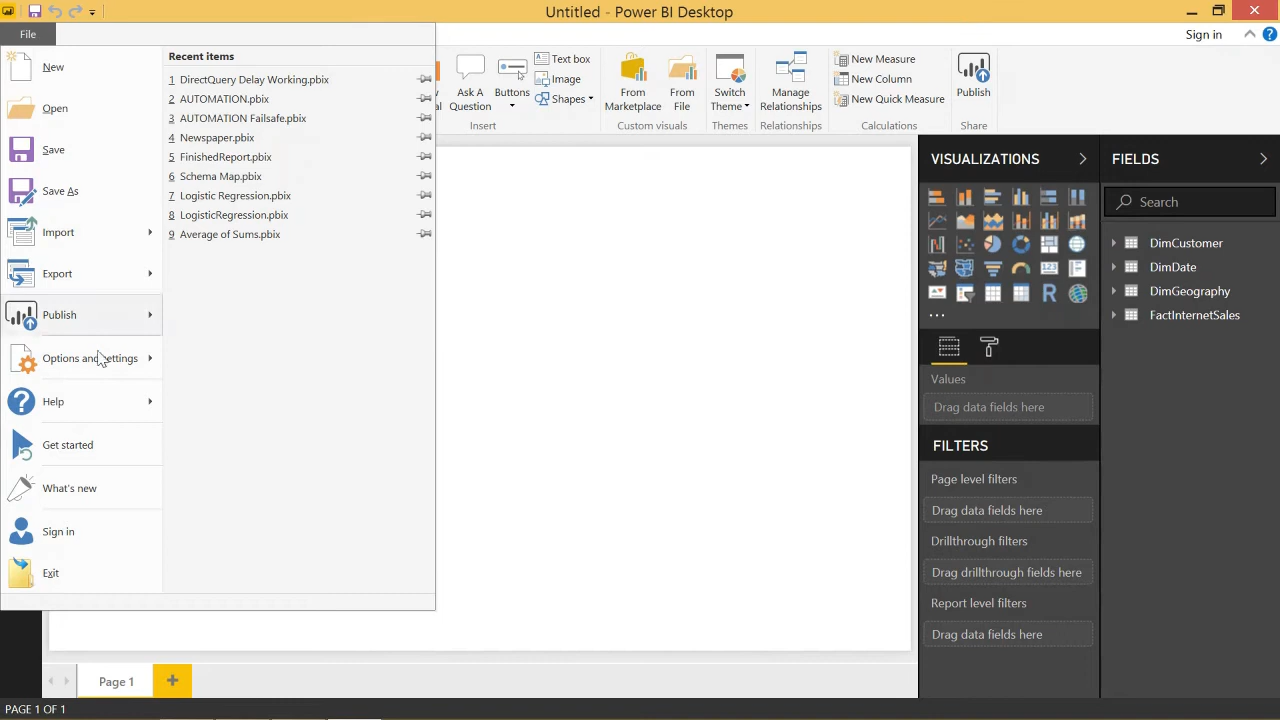 Untitled - Power BI Desktop
File
Sign in
New
Open
Save
Save As
Import
Export
Publish
Options and settings
Help
Get started
What's new
Sign in
Exit
Recent items
1 DirectQuery Delay Working.pbix
2 AUTOMATION.pbix
3 AUTOMATION Failsafe.pbix
4 Newspaper.pbix
5 FinishedReport.pbix
6 Schema Map.pbix
7 Logistic Regression.pbix
8 LogisticRegression.pbix
9 Average of Sums.pbix
Ask A
Question
Buttons
Text box
Image
Shapes
Insert
From
Marketplace
From
File
Custom visuals
Switch
Theme
Themes
Manage
Relationships
Relationships
New Measure
New Column
New Quick Measure
Calculations
Publish
Share
VISUALIZATIONS
R
Values
Drag data fields here
FILTERS
Page level filters
Drag data fields here
Drillthrough filters
Drag drillthrough fields here
Report level filters
Drag data fields here
FIELDS
Search
DimCustomer
DimDate
DimGeography
FactInternetSales
Page 1
PAGE 1 OF 1